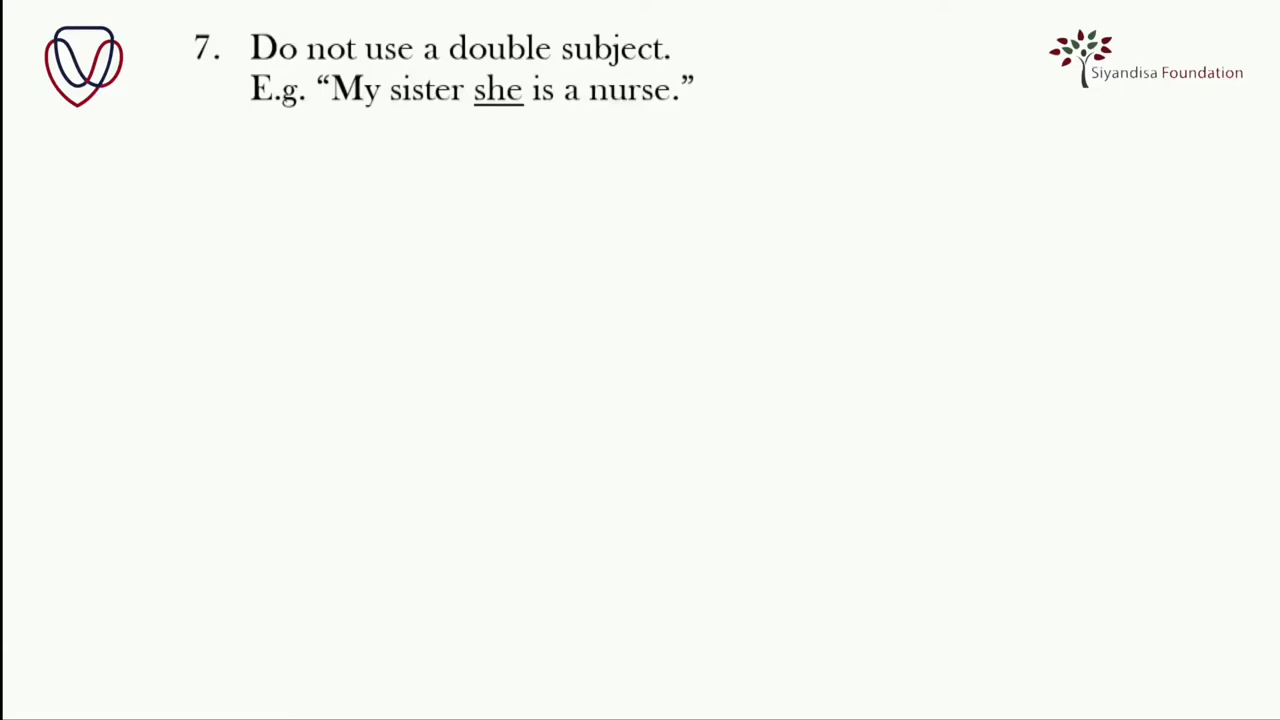 7. Do not use a double subject.
E.g. “My sister she is a nurse.”
Siyandisa Foundation